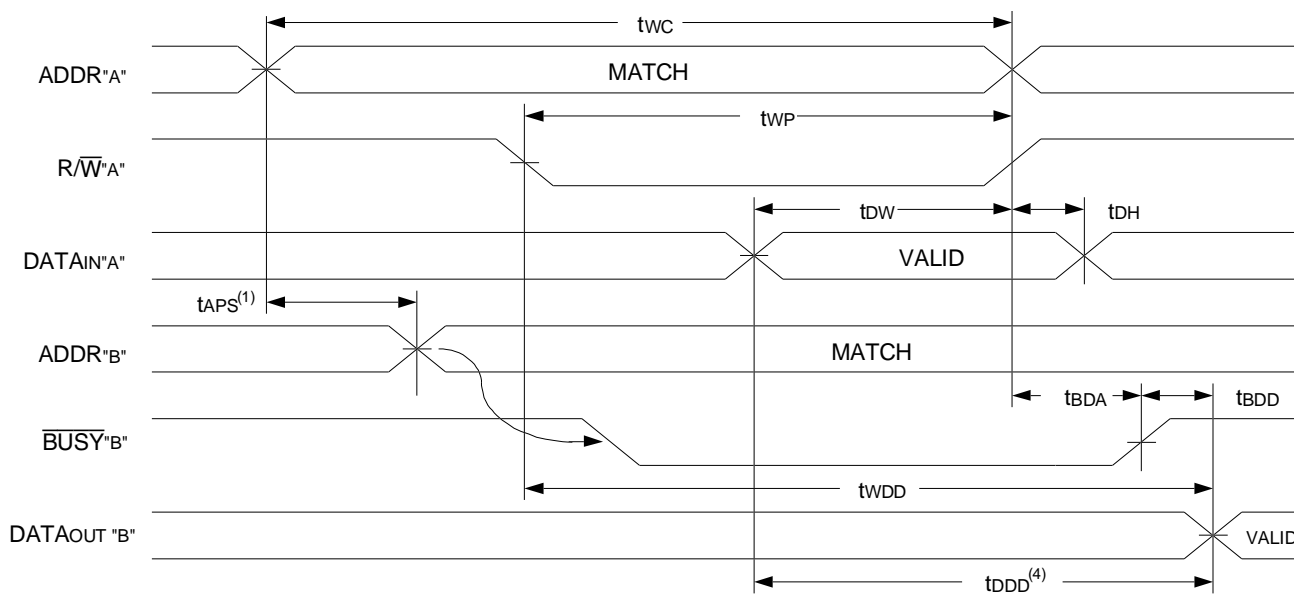 tWC
ADDR"A" MATCH
tWP
R/W̅"A"
tDW tDH
DATAIN"A" VALID
tAPS(1)
ADDR"B" MATCH
tBDA tBDD
B̅U̅S̅Y̅"B"
tWDD
DATAOUT "B" VALID
tDDD(4)